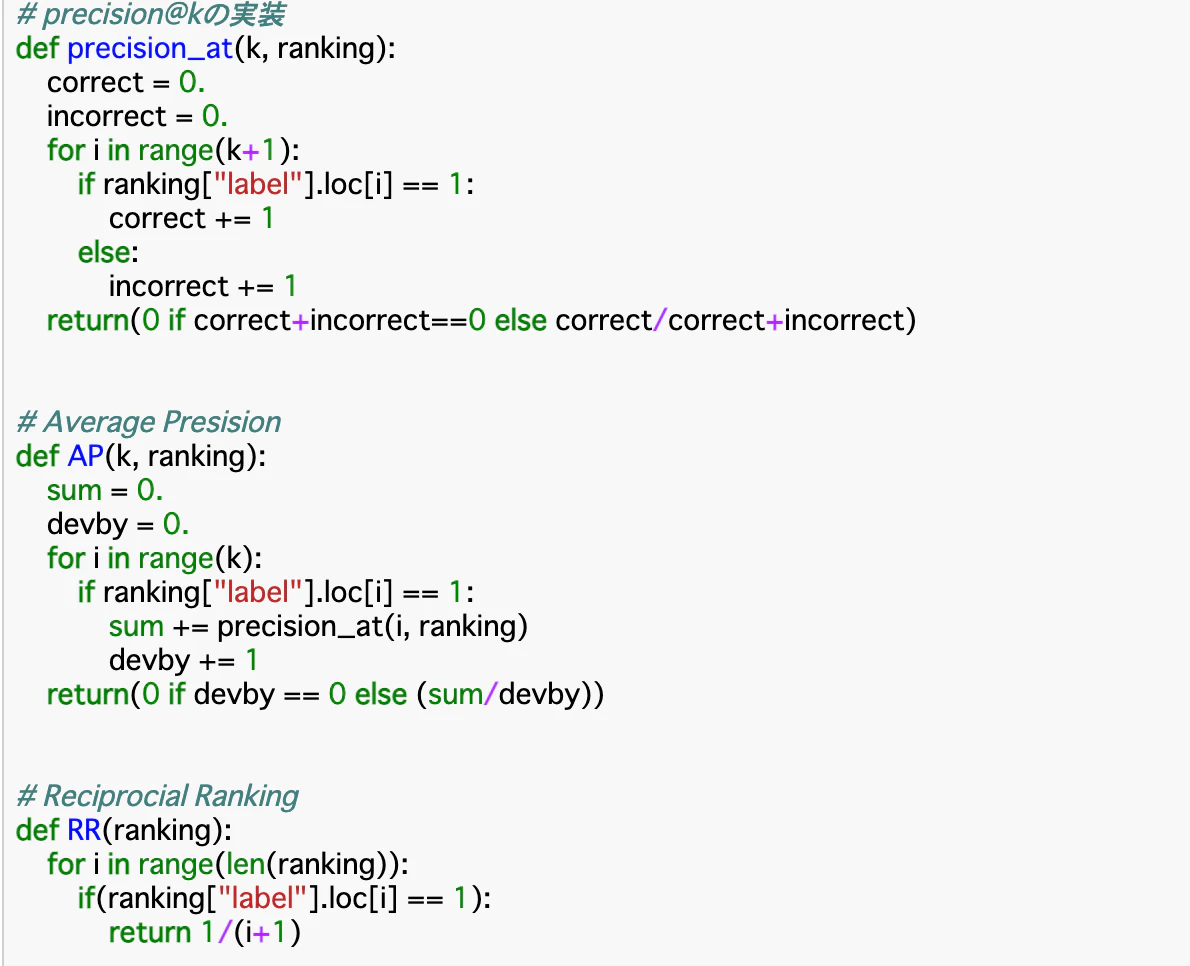 # precision@kの実装
def precision_at(k, ranking):
    correct = 0.
    incorrect = 0.
    for i in range(k+1):
        if ranking["label"].loc[i] == 1:
            correct += 1
        else:
            incorrect += 1
    return(0 if correct+incorrect==0 else correct/correct+incorrect)
# Average Presision
def AP(k, ranking):
    sum = 0.
    devby = 0.
    for i in range(k):
        if ranking["label"].loc[i] == 1:
            sum += precision_at(i, ranking)
            devby += 1
    return(0 if devby == 0 else (sum/devby))
# Reciprocial Ranking
def RR(ranking):
    for i in range(len(ranking)):
        if(ranking["label"].loc[i] == 1):
            return 1/(i+1)